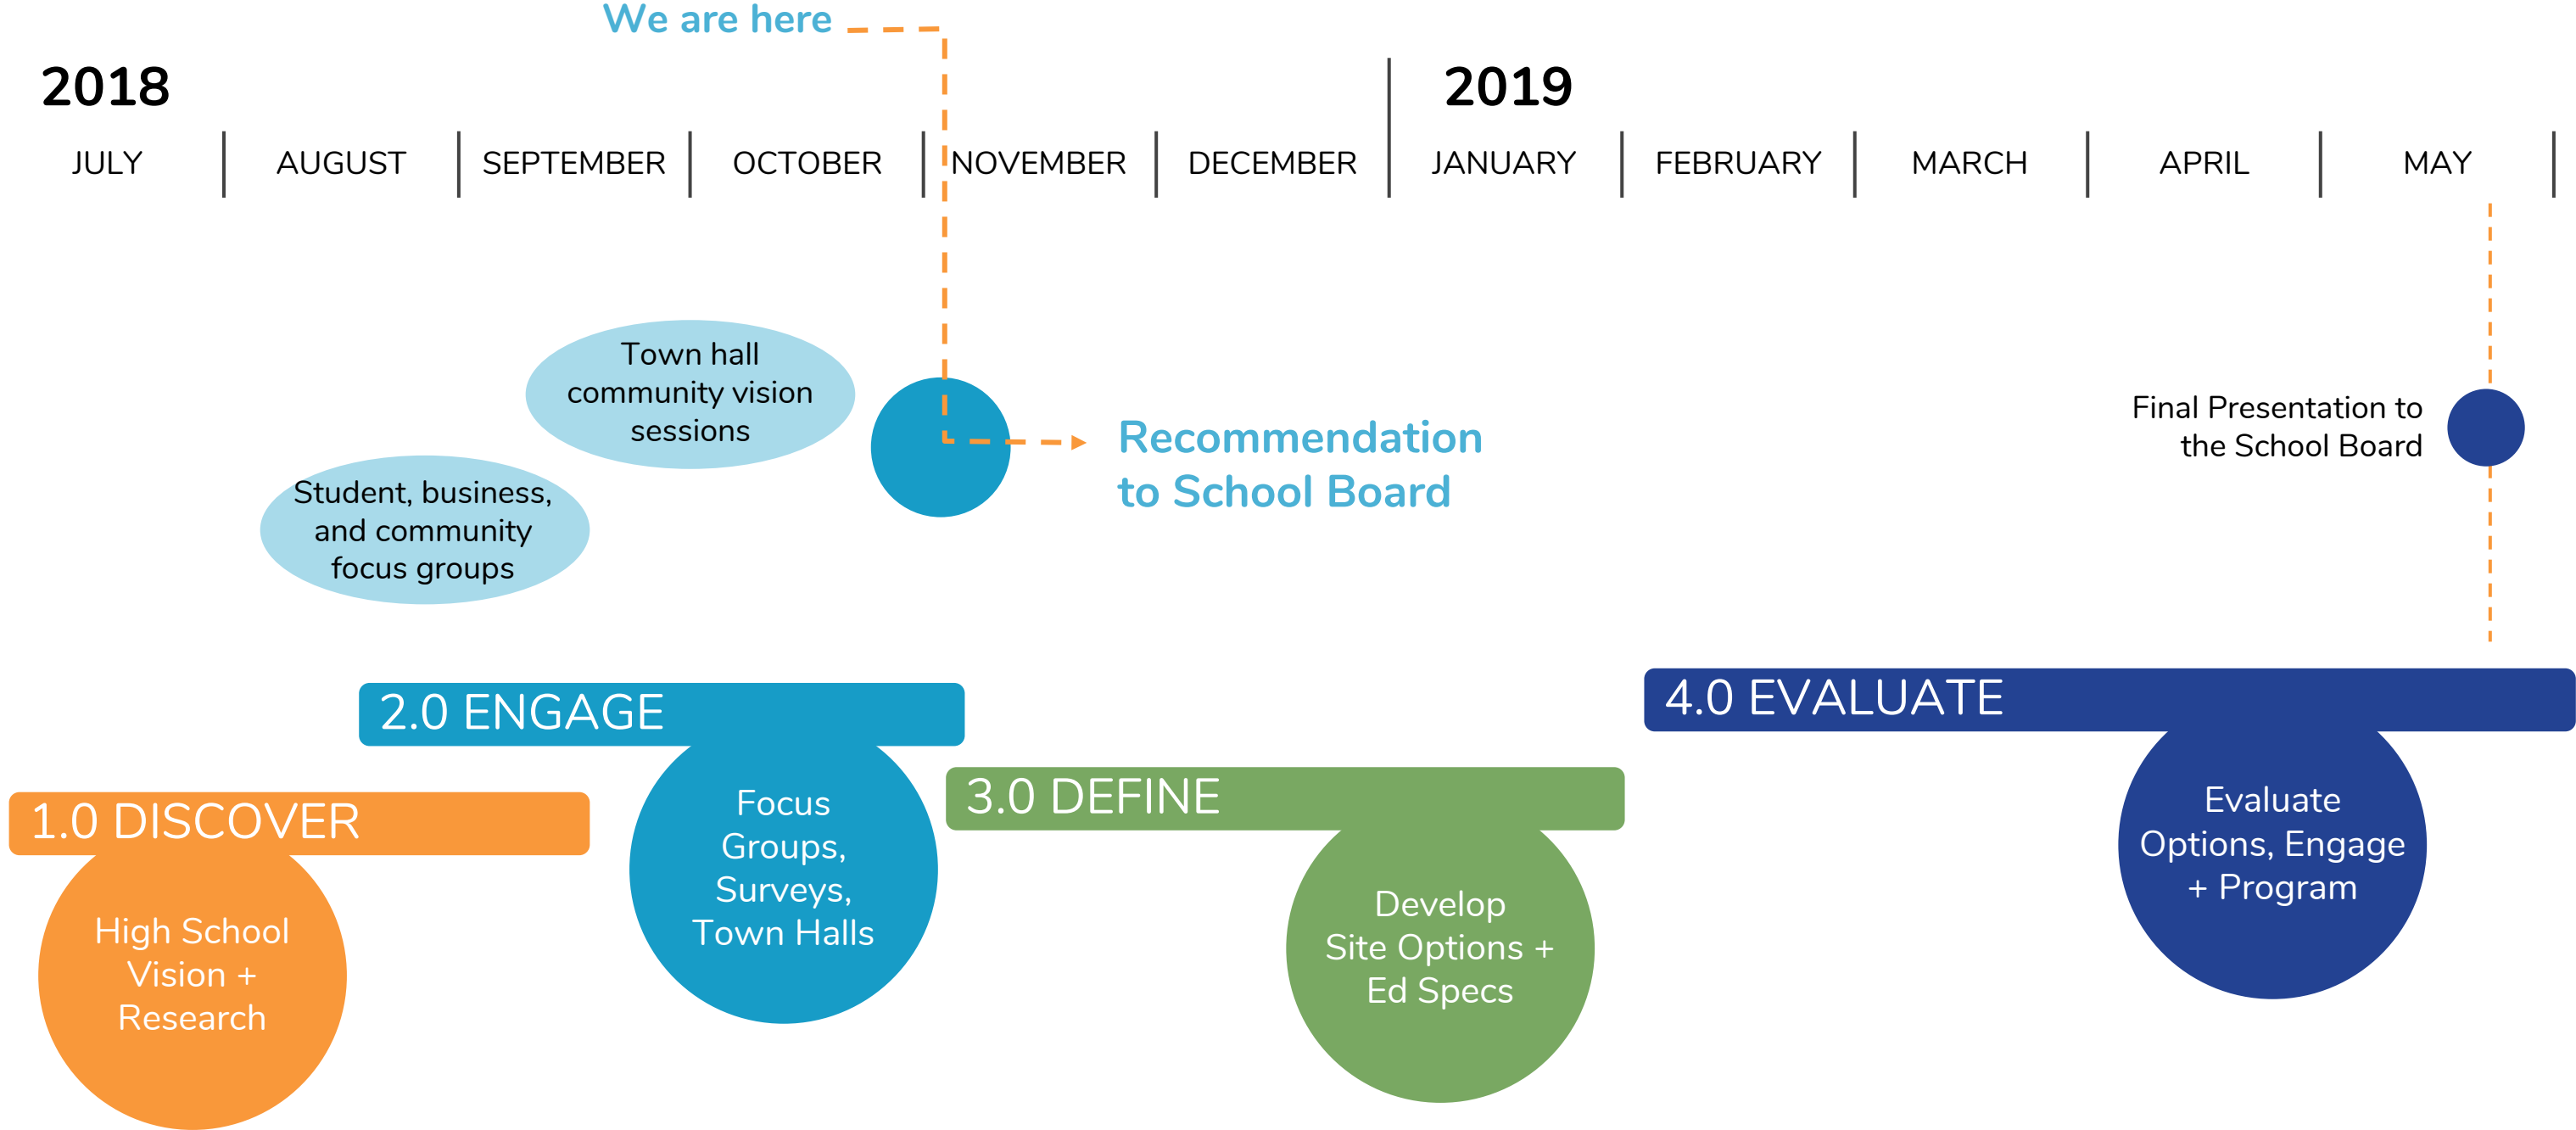 We are here
2018
2019
JULY
AUGUST
SEPTEMBER
OCTOBER
NOVEMBER
DECEMBER
JANUARY
FEBRUARY
MARCH
APRIL
MAY
Town hall
community vision
sessions
Student, business,
and community
focus groups
Recommendation
to School Board
Final Presentation to
the School Board
1.0 DISCOVER
High School
Vision +
Research
2.0 ENGAGE
Focus
Groups,
Surveys,
Town Halls
3.0 DEFINE
Develop
Site Options +
Ed Specs
4.0 EVALUATE
Evaluate
Options, Engage
+ Program